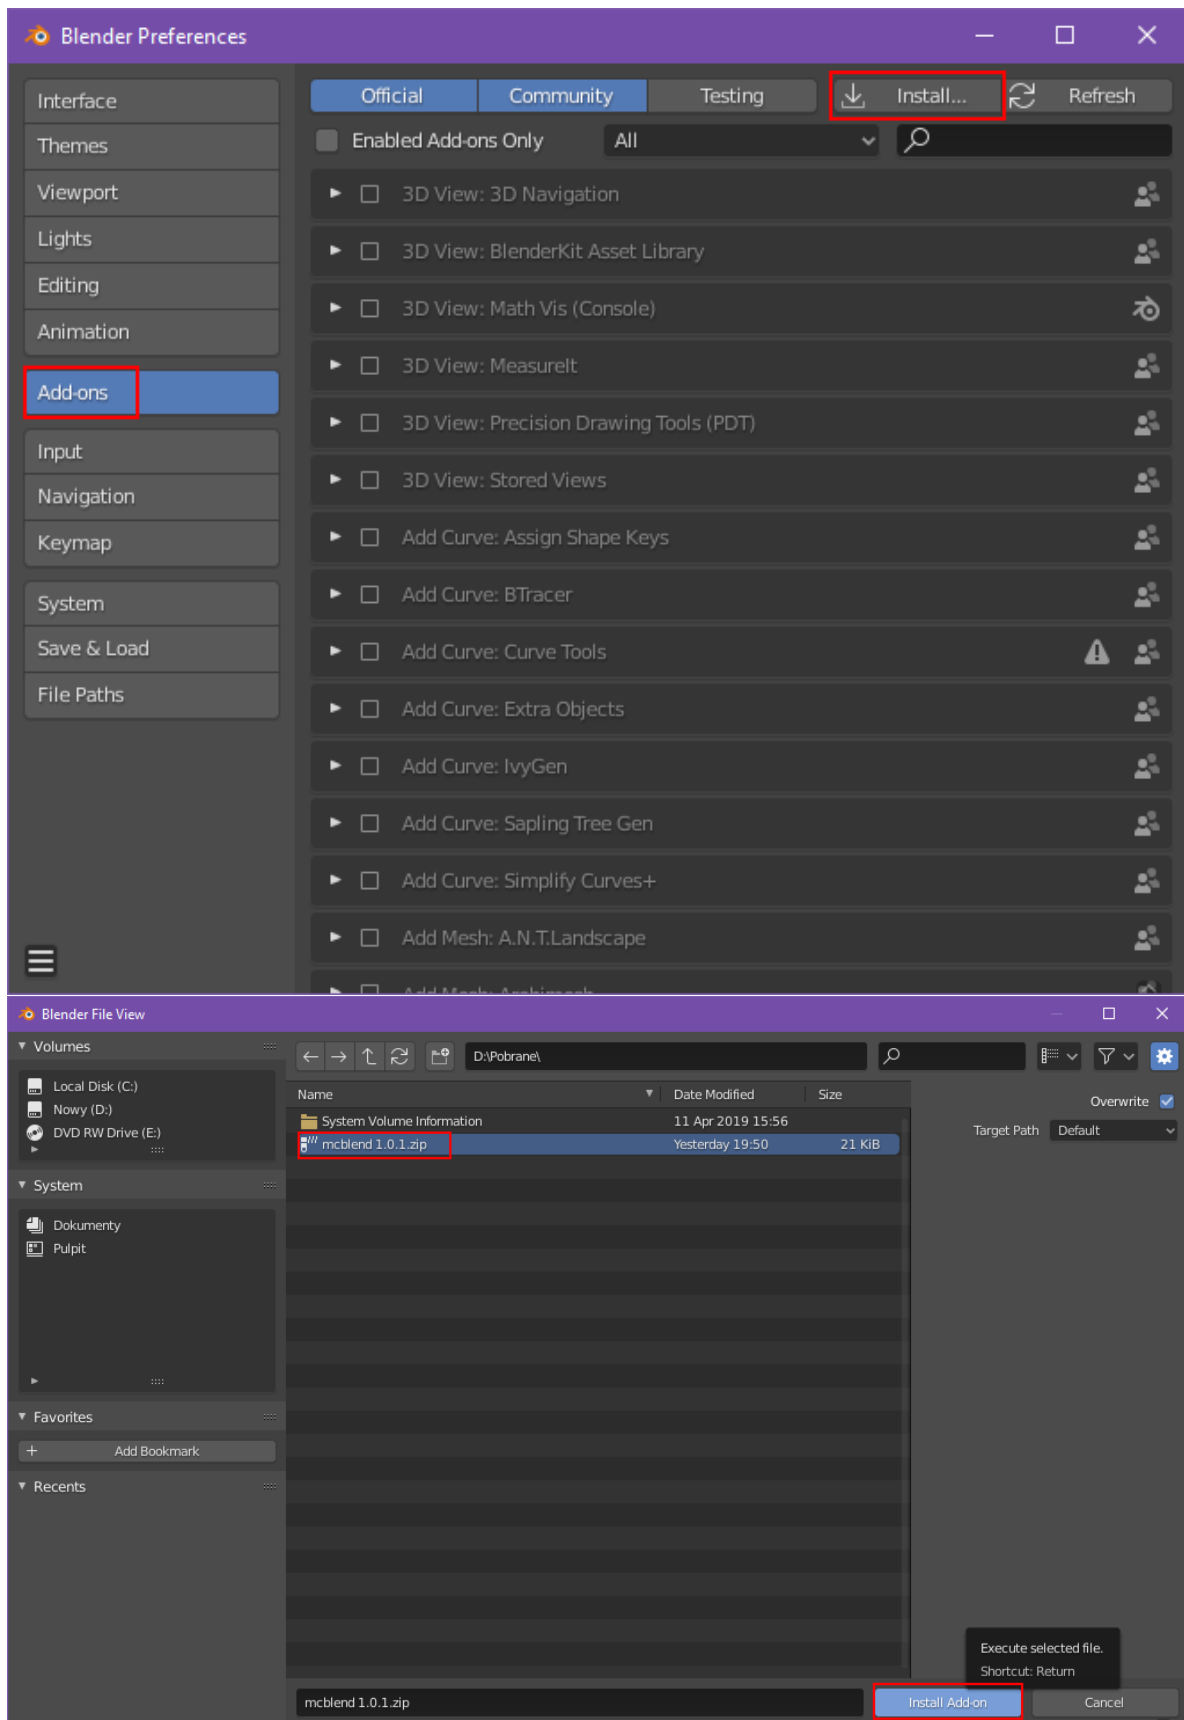 Blender Preferences
Interface
Themes
Viewport
Lights
Editing
Animation
Add-ons
Input
Navigation
Keymap
System
Save & Load
File Paths
Official Community Testing Install... Refresh
Enabled Add-ons Only All
3D View: 3D Navigation
3D View: BlenderKit Asset Library
3D View: Math Vis (Console)
3D View: MeasureIt
3D View: Precision Drawing Tools (PDT)
3D View: Stored Views
Add Curve: Assign Shape Keys
Add Curve: BTracer
Add Curve: Curve Tools
Add Curve: Extra Objects
Add Curve: IvyGen
Add Curve: Sapling Tree Gen
Add Curve: Simplify Curves+
Add Mesh: A.N.T.Landscape
Add Mesh: Archimesh
Blender File View
Volumes
Local Disk (C:)
Nowy (D:)
DVD RW Drive (E:)
System
Dokumenty
Pulpit
Favorites
Add Bookmark
Recents
D:\Pobrane\
Name Date Modified Size
System Volume Information 11 Apr 2019 15:56
mcblend 1.0.1.zip Yesterday 19:50 21 KiB
Overwrite
Target Path Default
Execute selected file.
Shortcut: Return
mcblend 1.0.1.zip Install Add-on Cancel